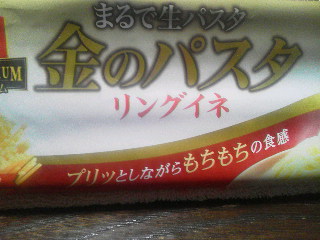 まるで生パスタ
金のパスタ
リングイネ
プリッとしながらもちもちの食感